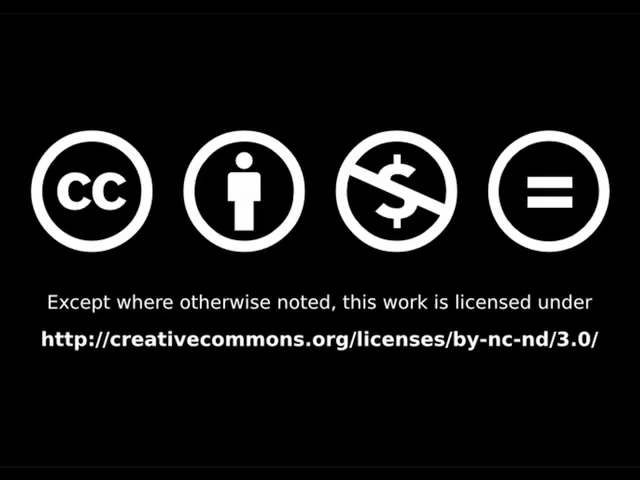 cc
$
=
Except where otherwise noted, this work is licensed under
http://creativecommons.org/licenses/by-nc-nd/3.0/